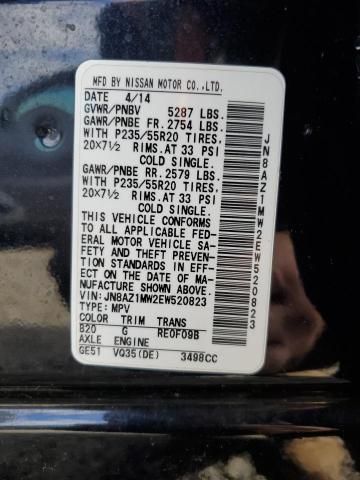 MFD BY NISSAN MOTOR CO.,LTD.
DATE 4/14
GVWR/PNBV 5287 LBS.
GAWR/PNBE FR. 2754 LBS.
WITH P235/55R20 TIRES.
20×7½ RIMS.AT 33 PSI
COLD SINGLE.
GAWR/PNBE RR. 2579 LBS.
WITH P235/55R20 TIRES.
20×7½ RIMS.AT 33 PSI
COLD SINGLE.
THIS VEHICLE CONFORMS
TO ALL APPLICABLE FED-
ERAL MOTOR VEHICLE SA-
FETY AND THEFT PREVEN-
TION STANDARDS IN EFF-
ECT ON THE DATE OF MA-
NUFACTURE SHOWN ABOVE.
VIN:JN8AZ1MW2EW520823
TYPE:MPV
COLOR TRIM TRANS
B20 G RE0F09B
AXLE ENGINE
GE51 VQ35(DE) 3498CC
JN8AZ1MW2EW520823